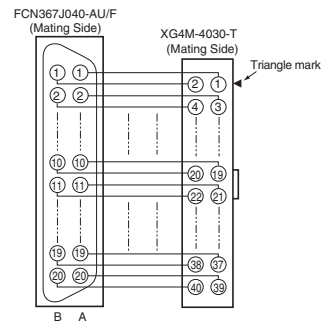 FCN367J040-AU/F
(Mating Side)
XG4M-4030-T
(Mating Side)
Triangle mark
1 1
2 1
2 2
4 3
10 10
20 19
11 11
22 21
19 19
38 37
20 20
40 39
B A